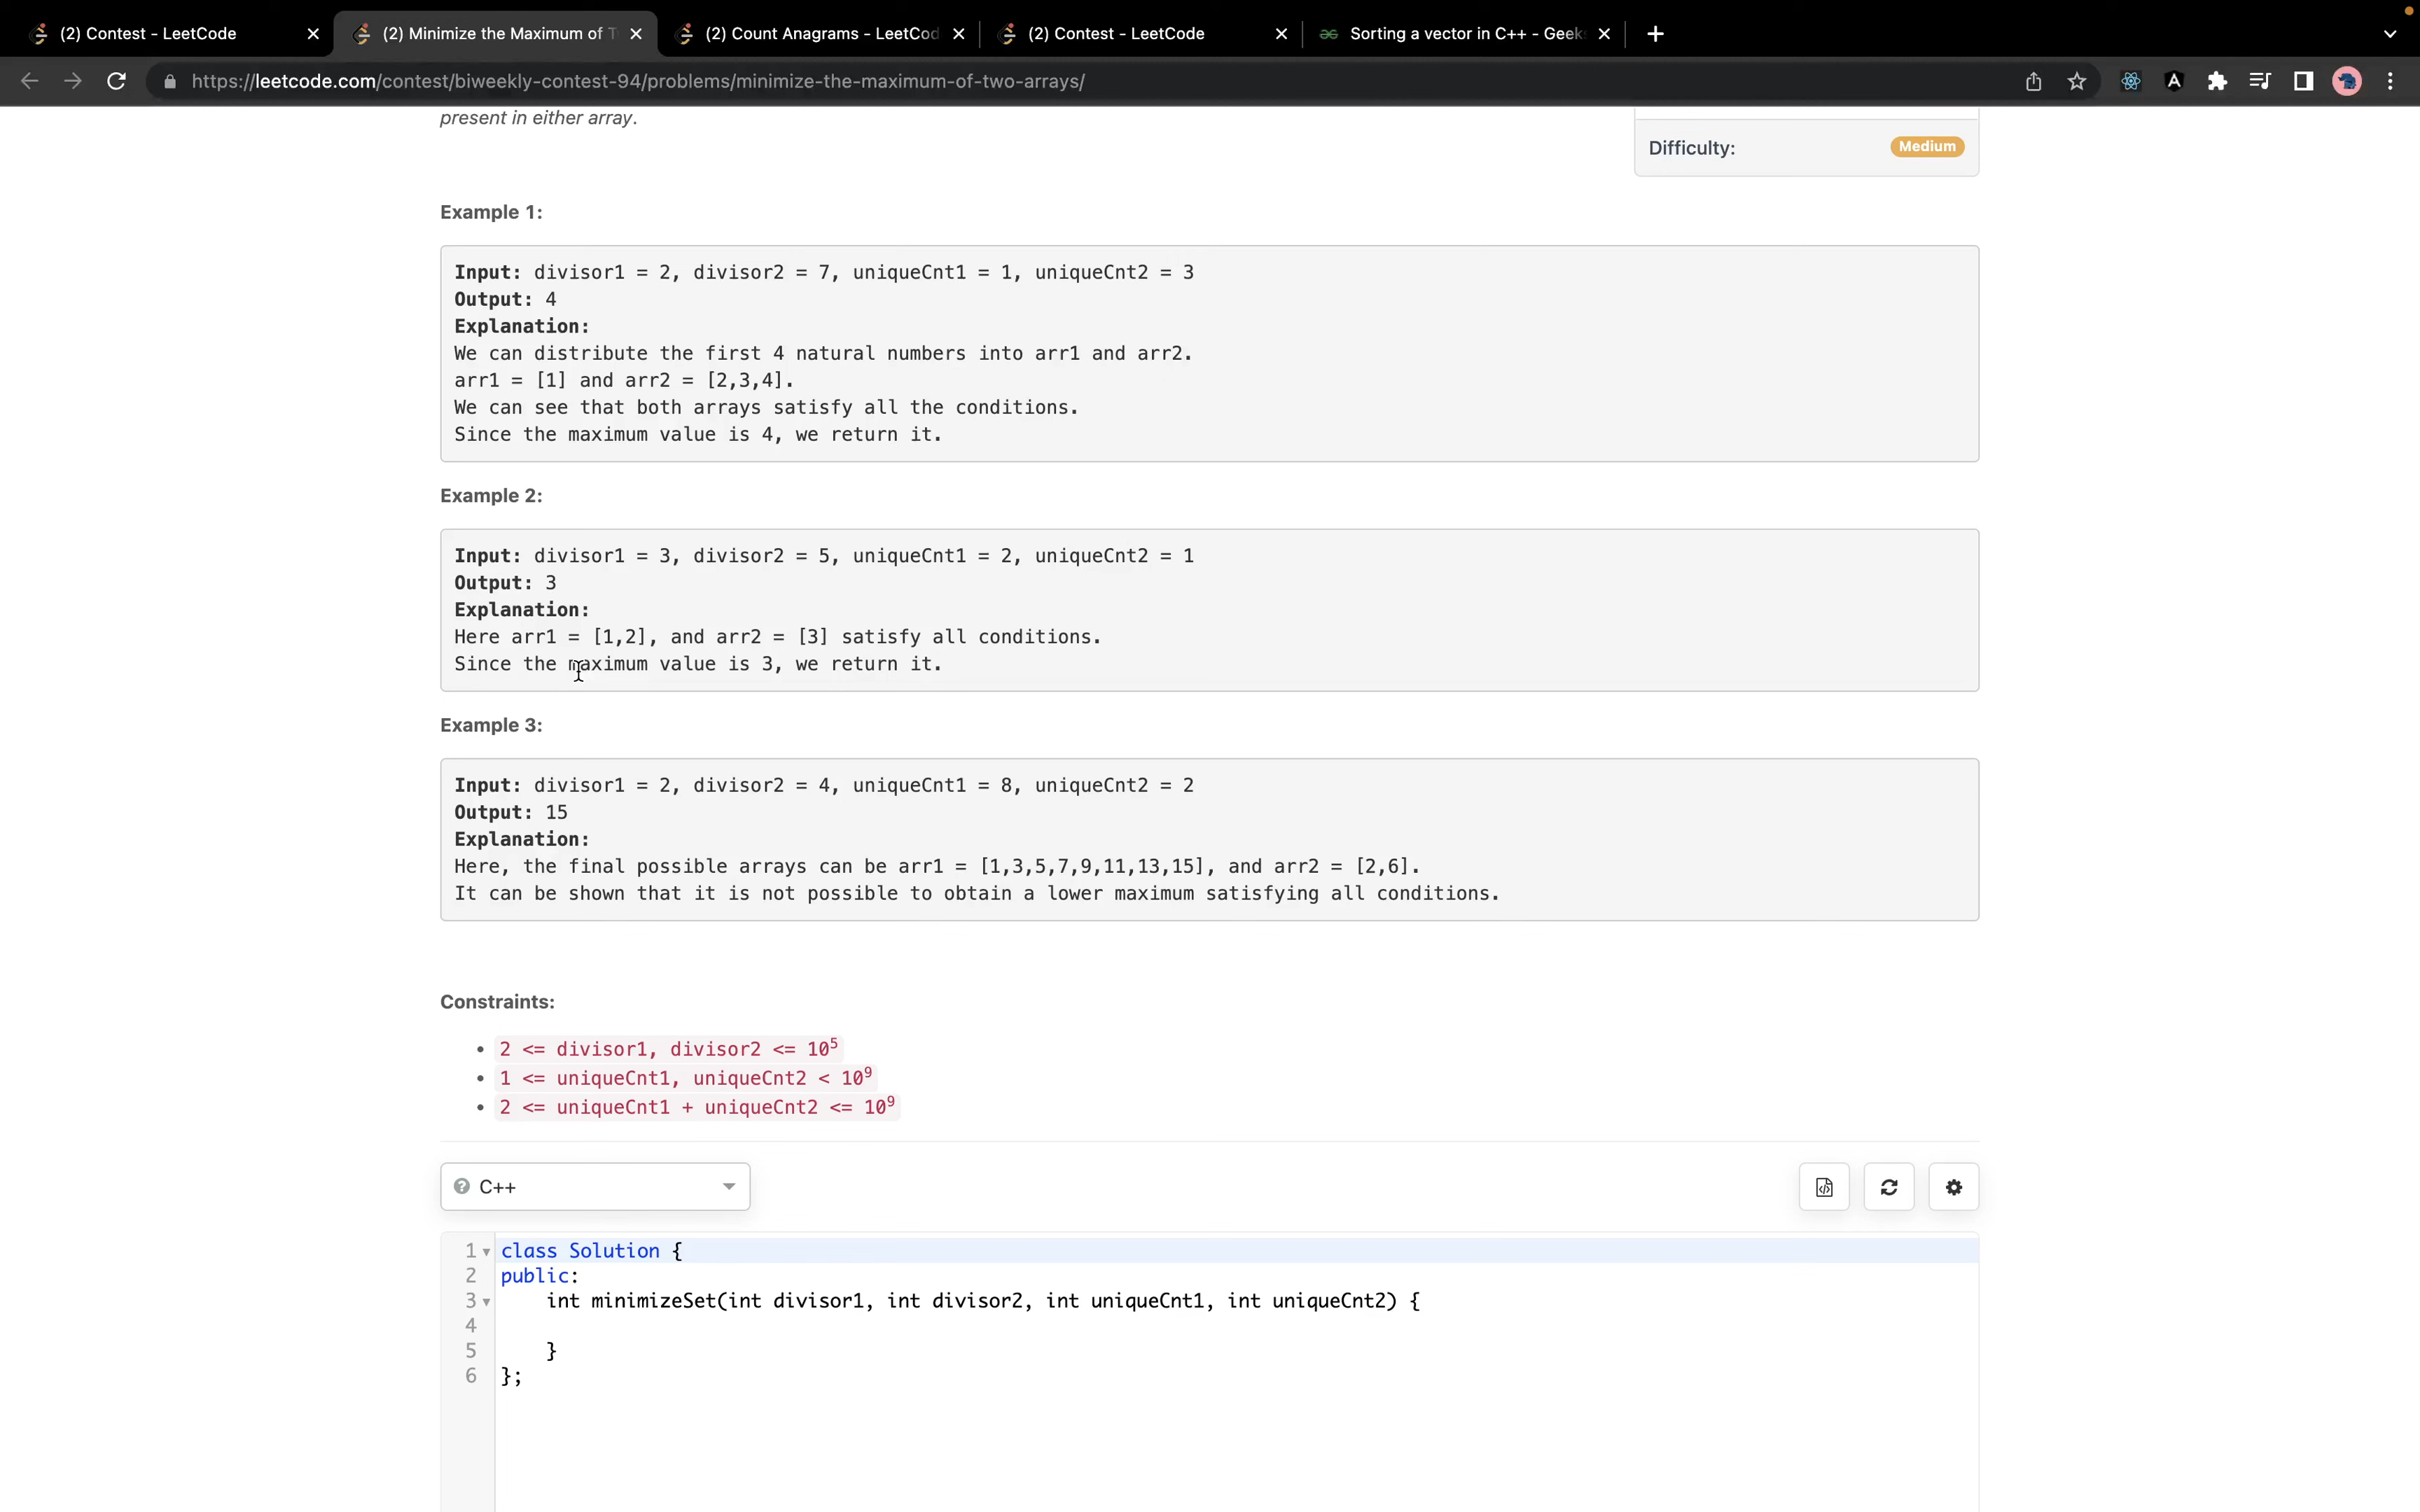 (2) Contest - LeetCode
(2) Minimize the Maximum of T
(2) Count Anagrams - LeetCod
(2) Contest - LeetCode
Sorting a vector in C++ - Geek
https://leetcode.com/contest/biweekly-contest-94/problems/minimize-the-maximum-of-two-arrays/
present in either array.
Difficulty:
Medium
Example 1:
Input: divisor1 = 2, divisor2 = 7, uniqueCnt1 = 1, uniqueCnt2 = 3
Output: 4
Explanation:
We can distribute the first 4 natural numbers into arr1 and arr2.
arr1 = [1] and arr2 = [2,3,4].
We can see that both arrays satisfy all the conditions.
Since the maximum value is 4, we return it.
Example 2:
Input: divisor1 = 3, divisor2 = 5, uniqueCnt1 = 2, uniqueCnt2 = 1
Output: 3
Explanation:
Here arr1 = [1,2], and arr2 = [3] satisfy all conditions.
Since the maximum value is 3, we return it.
Example 3:
Input: divisor1 = 2, divisor2 = 4, uniqueCnt1 = 8, uniqueCnt2 = 2
Output: 15
Explanation:
Here, the final possible arrays can be arr1 = [1,3,5,7,9,11,13,15], and arr2 = [2,6].
It can be shown that it is not possible to obtain a lower maximum satisfying all conditions.
Constraints:
• 2 <= divisor1, divisor2 <= 10⁵
• 1 <= uniqueCnt1, uniqueCnt2 < 10⁹
• 2 <= uniqueCnt1 + uniqueCnt2 <= 10⁹
C++
1 class Solution {
2 public:
3     int minimizeSet(int divisor1, int divisor2, int uniqueCnt1, int uniqueCnt2) {
4
5     }
6 };